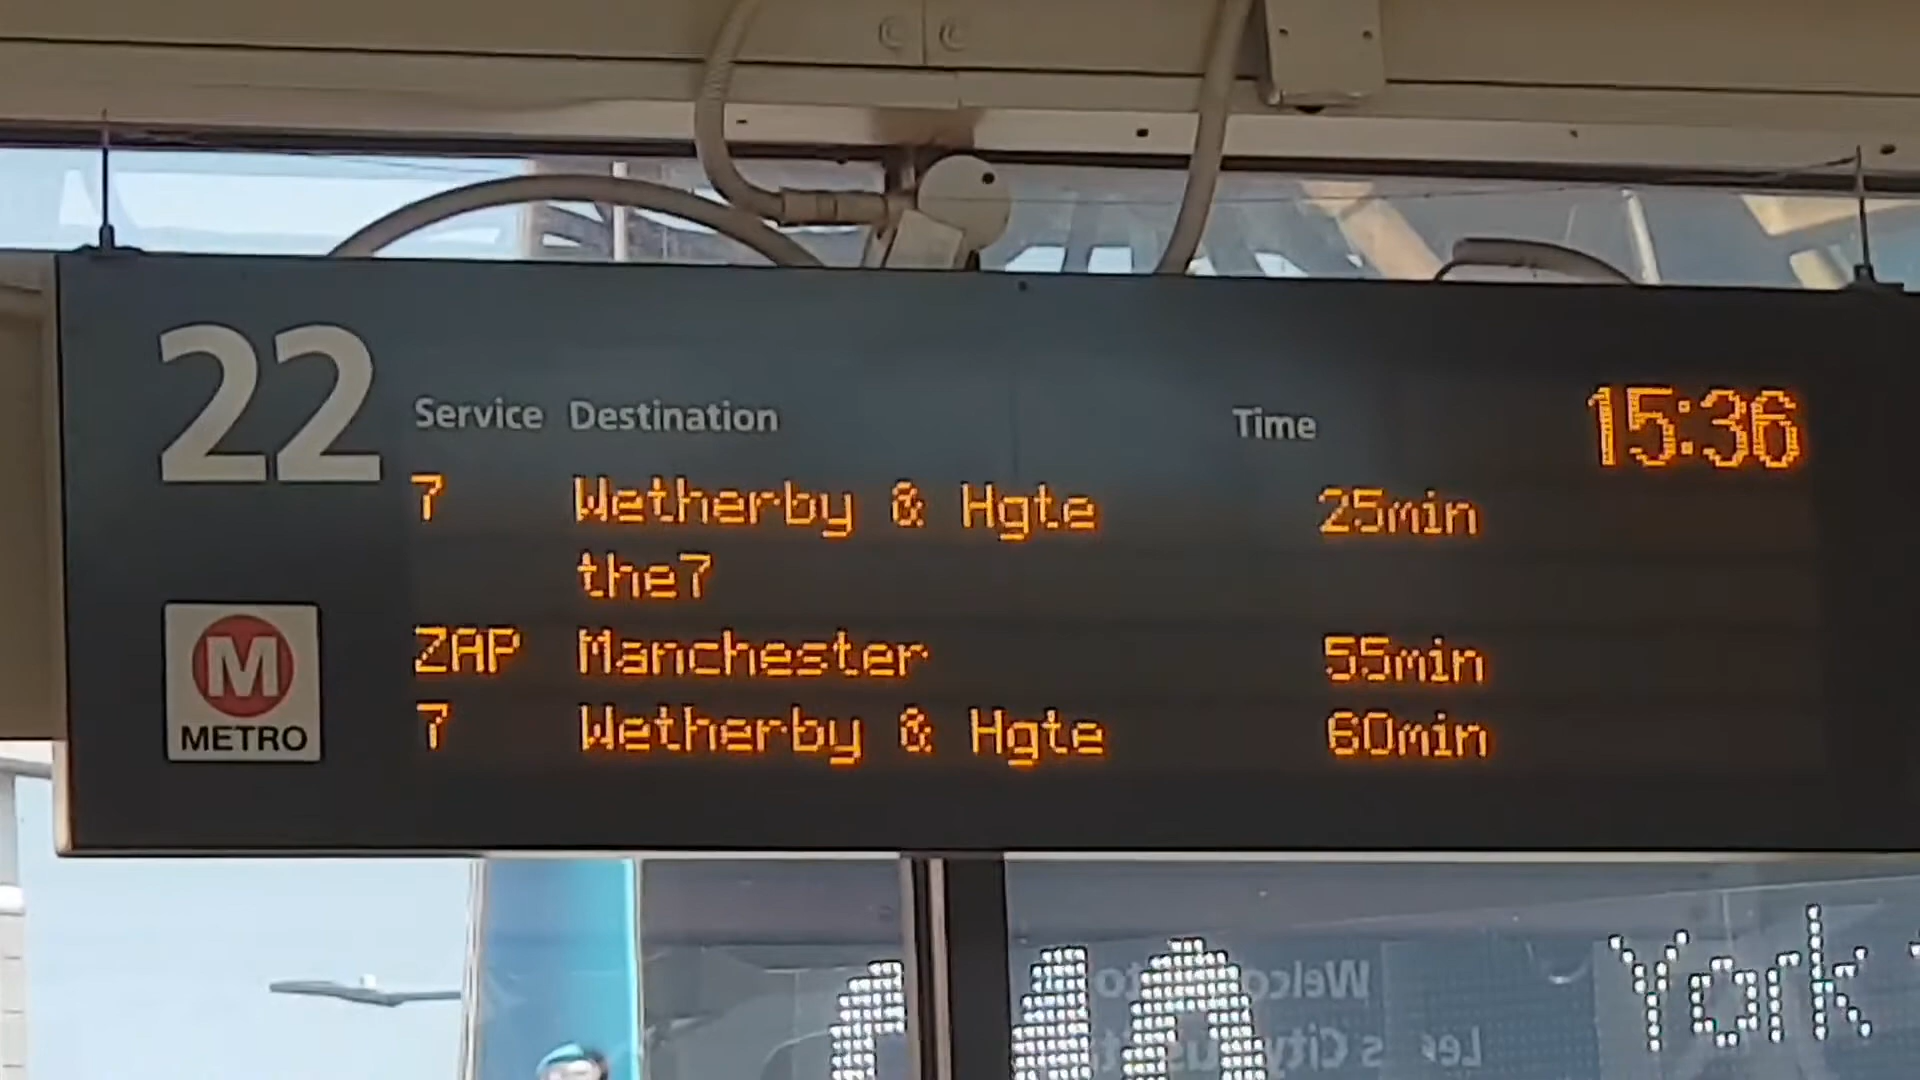 22
Service Destination Time 15:36
7 Wetherby & Hgte 25min
the7
ZAP Manchester 55min
7 Wetherby & Hgte 60min
M
METRO
York